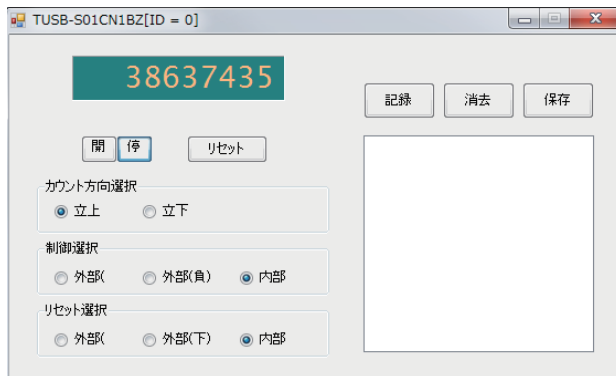 TUSB-S01CN1BZ[ID = 0]
38637435
記録 消去 保存
開 停 リセット
カウント方向選択
立上 立下
制御選択
外部( 外部(負) 内部
リセット選択
外部( 外部(下) 内部